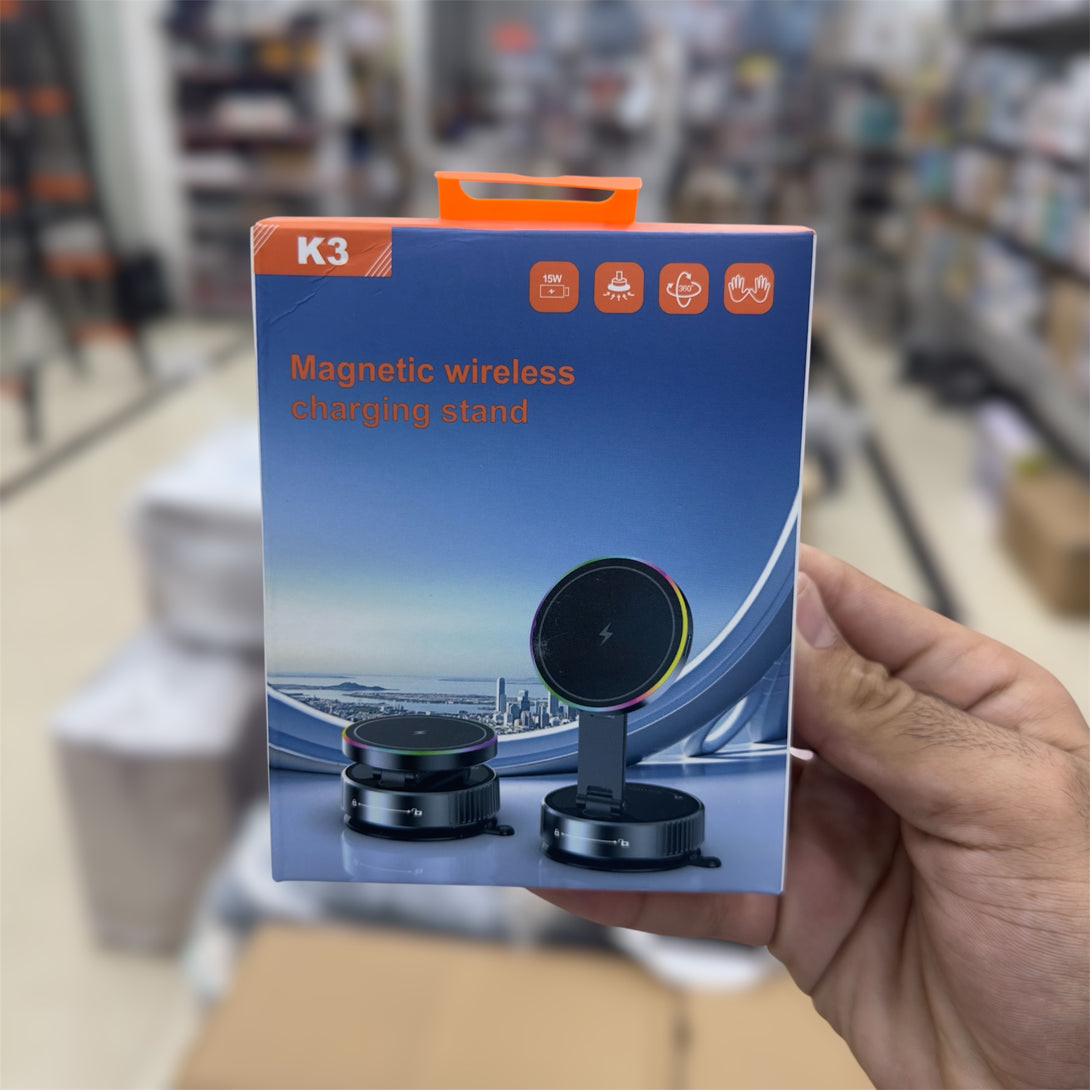 K3
15W
360°
Magnetic wireless
charging stand